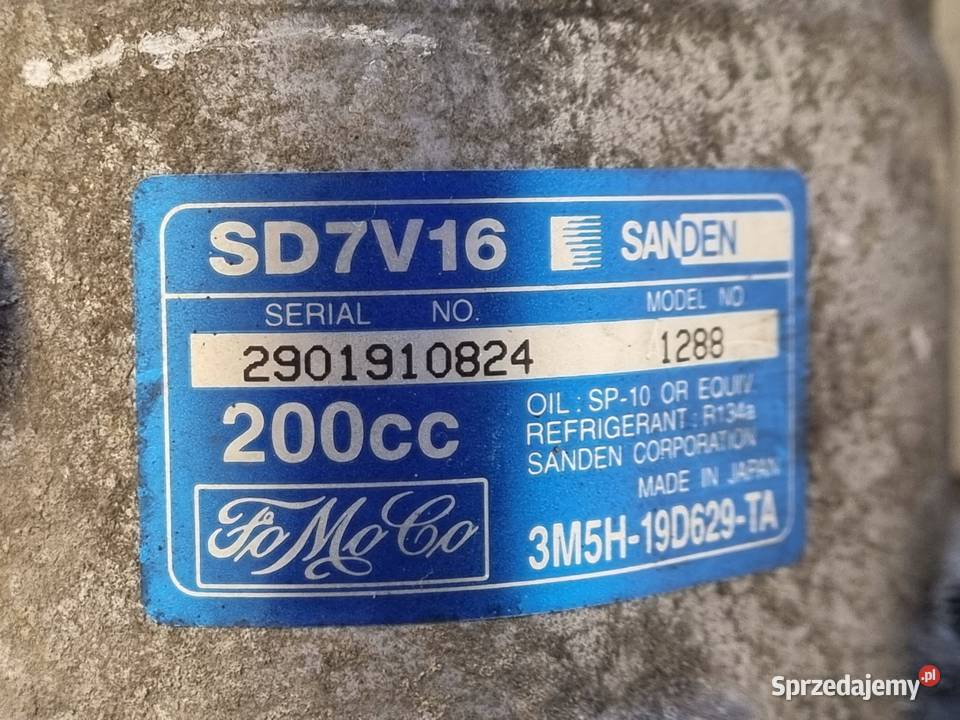 SD7V16 SANDEN
SERIAL NO. MODEL NO
2901910824 1288
200cc
OIL : SP-10 OR EQUIV.
REFRIGERANT : R134a
SANDEN CORPORATION
MADE IN JAPAN
FoMoCo
3M5H-19D629-TA
Sprzedajemy.pl